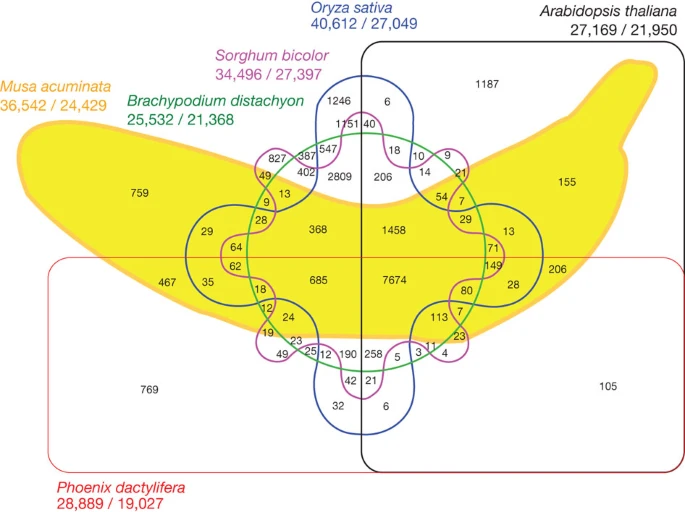 Oryza sativa
40,612 / 27,049
Arabidopsis thaliana
27,169 / 21,950
Sorghum bicolor
34,496 / 27,397
Musa acuminata
36,542 / 24,429
Brachypodium distachyon
25,532 / 21,368
1187
1246 6
1151 40
827 387 547 18 10 9
402 2809 206 14 21
49
759 13 54 155
9 7
28 29
29 368 1458 13
64 71
62 149 206
467 35 685 7674 28
18 80
12 24 113 7
19 23 23
49 25 12 190 258 5 3 11 4
42 21
769 105
32 6
Phoenix dactylifera
28,889 / 19,027